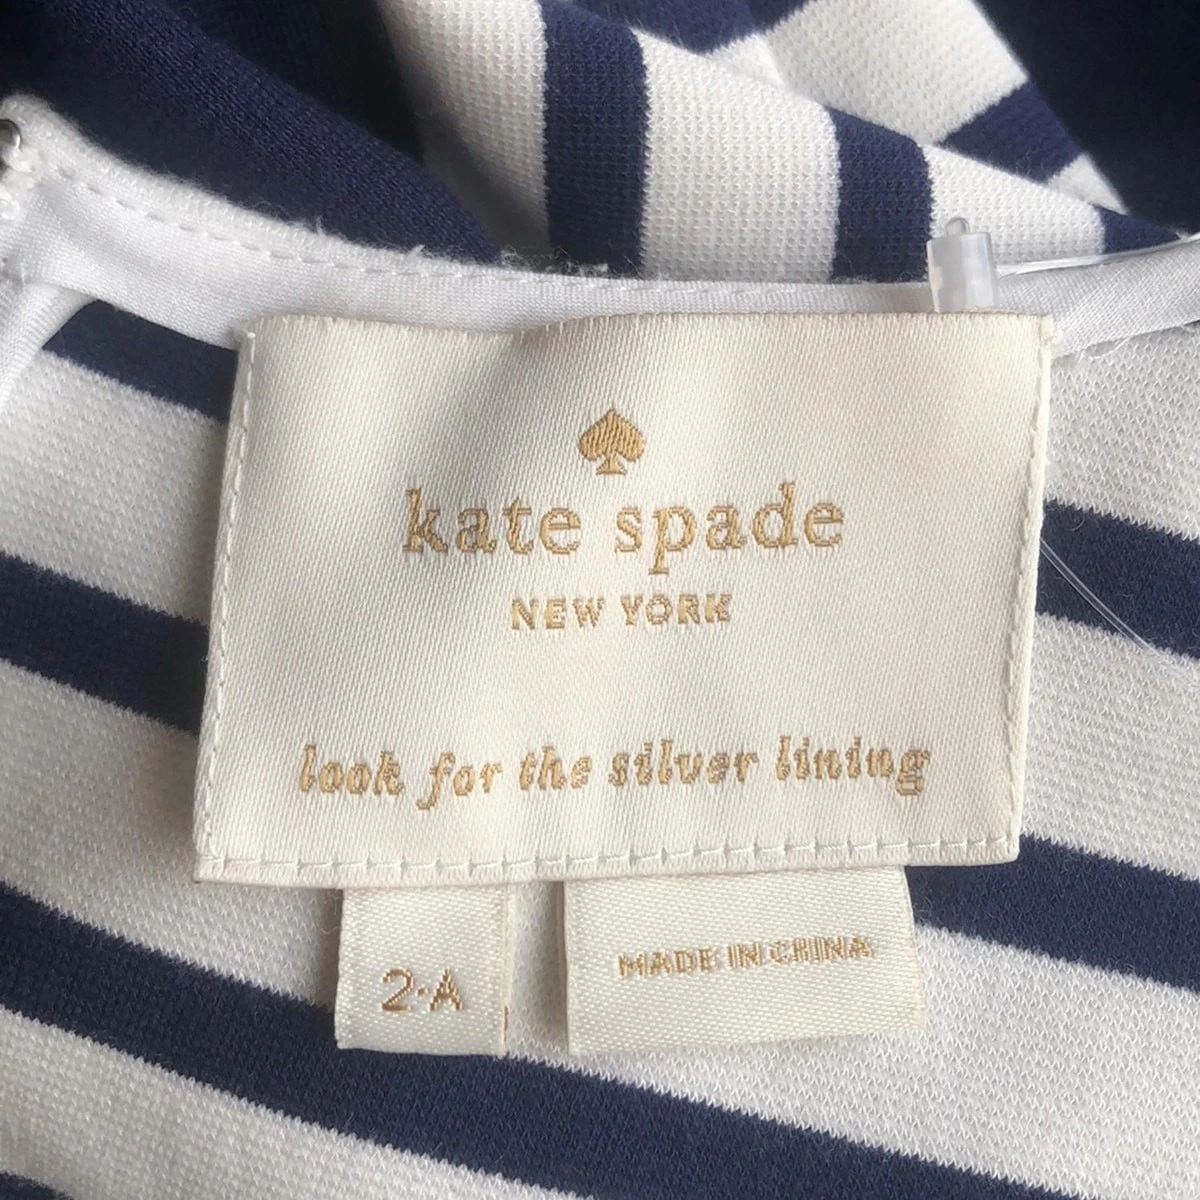 kate spade
NEW YORK
look for the silver lining
2·A
MADE IN CHINA